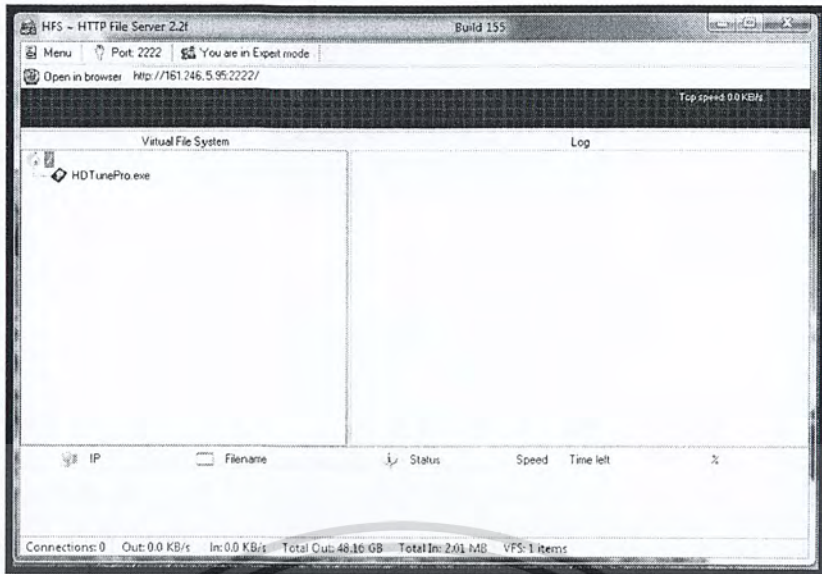 HFS ~ HTTP File Server 2.2f Build 155
Menu Port: 2222 You are in Expert mode
Open in browser http://161.246.5.95:2222/
Top speed: 0.0 KB/s
Virtual File System Log
HDTunePro.exe
IP Filename Status Speed Time left %
Connections: 0 Out: 0.0 KB/s In: 0.0 KB/s Total Out: 48.16 GB Total In: 2.01 MB VFS: 1 items